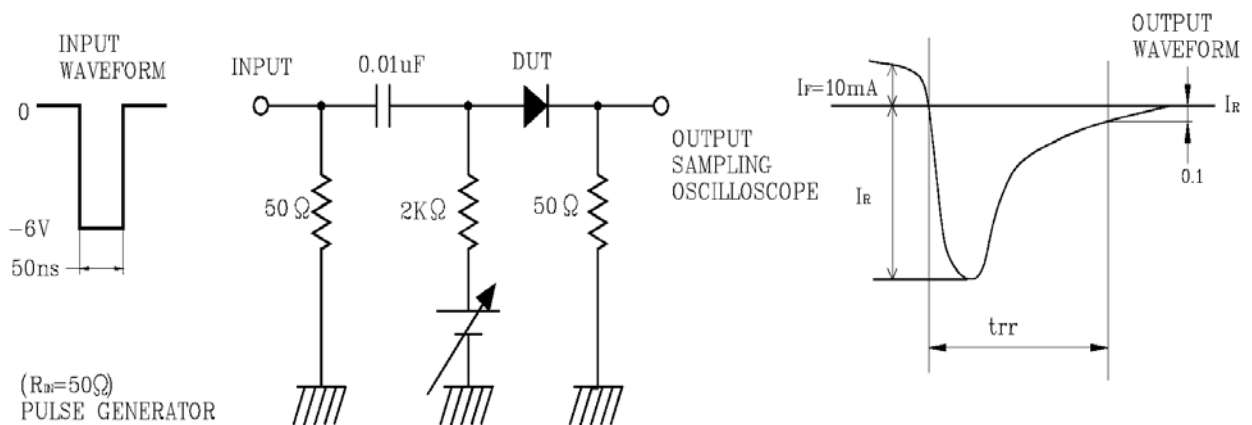 INPUT
WAVEFORM
0
-6V
50ns
(RIN=50Ω)
PULSE GENERATOR
INPUT
0.01uF
DUT
50Ω
2KΩ
50Ω
OUTPUT
SAMPLING
OSCILLOSCOPE
OUTPUT
WAVEFORM
IF=10mA
IR
IR
0.1
trr